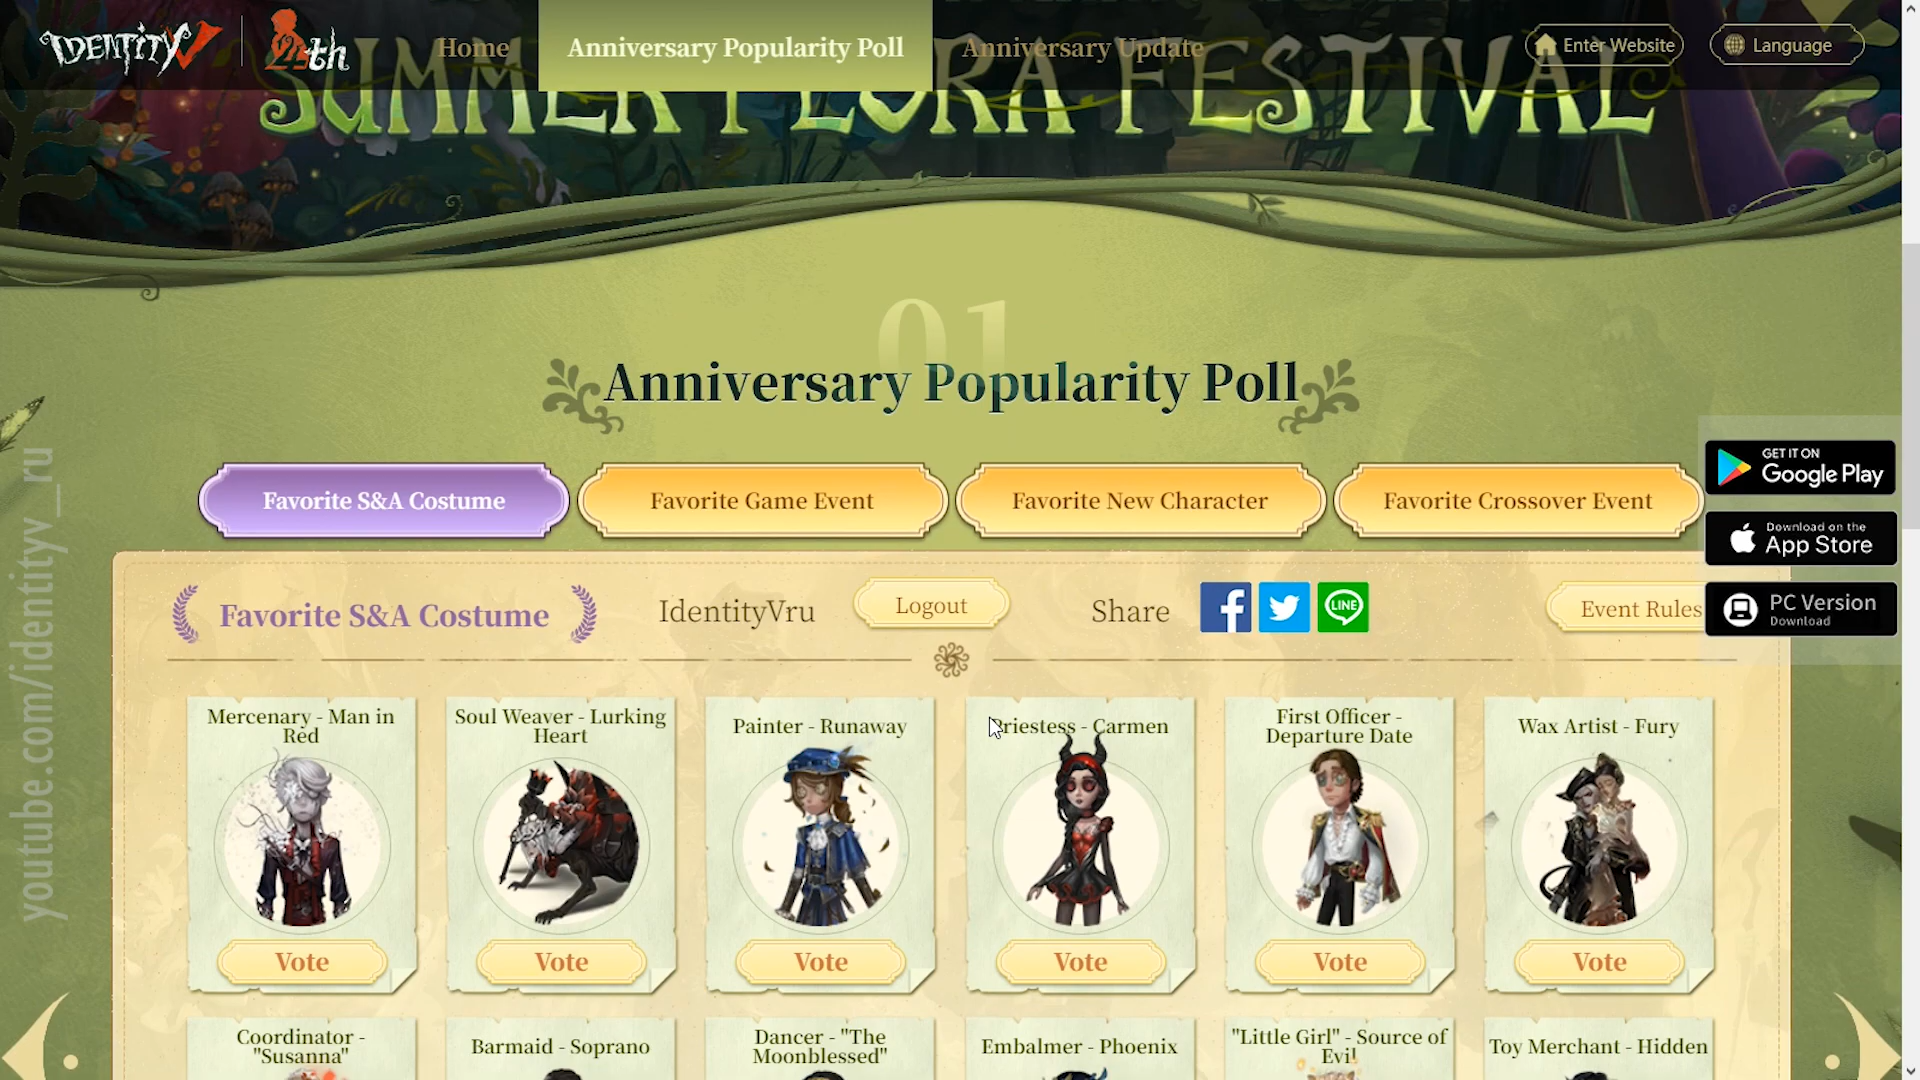 IDENTITY V
4th
Home
Anniversary Popularity Poll
Anniversary Update
Enter Website
Language
SUMMER FLORA FESTIVAL
01
Anniversary Popularity Poll
Favorite S&A Costume
Favorite Game Event
Favorite New Character
Favorite Crossover Event
GET IT ON
Google Play
Download on the
App Store
PC Version
Download
Favorite S&A Costume
IdentityVru
Logout
Share
LINE
Event Rules
Mercenary - Man in
Red
Soul Weaver - Lurking
Heart
Painter - Runaway
Priestess - Carmen
First Officer -
Departure Date
Wax Artist - Fury
Vote
Vote
Vote
Vote
Vote
Vote
Coordinator -
"Susanna"
Barmaid - Soprano
Dancer - "The
Moonblessed"
Embalmer - Phoenix
"Little Girl" - Source of
Evil
Toy Merchant - Hidden
youtube.com/identityv_ru